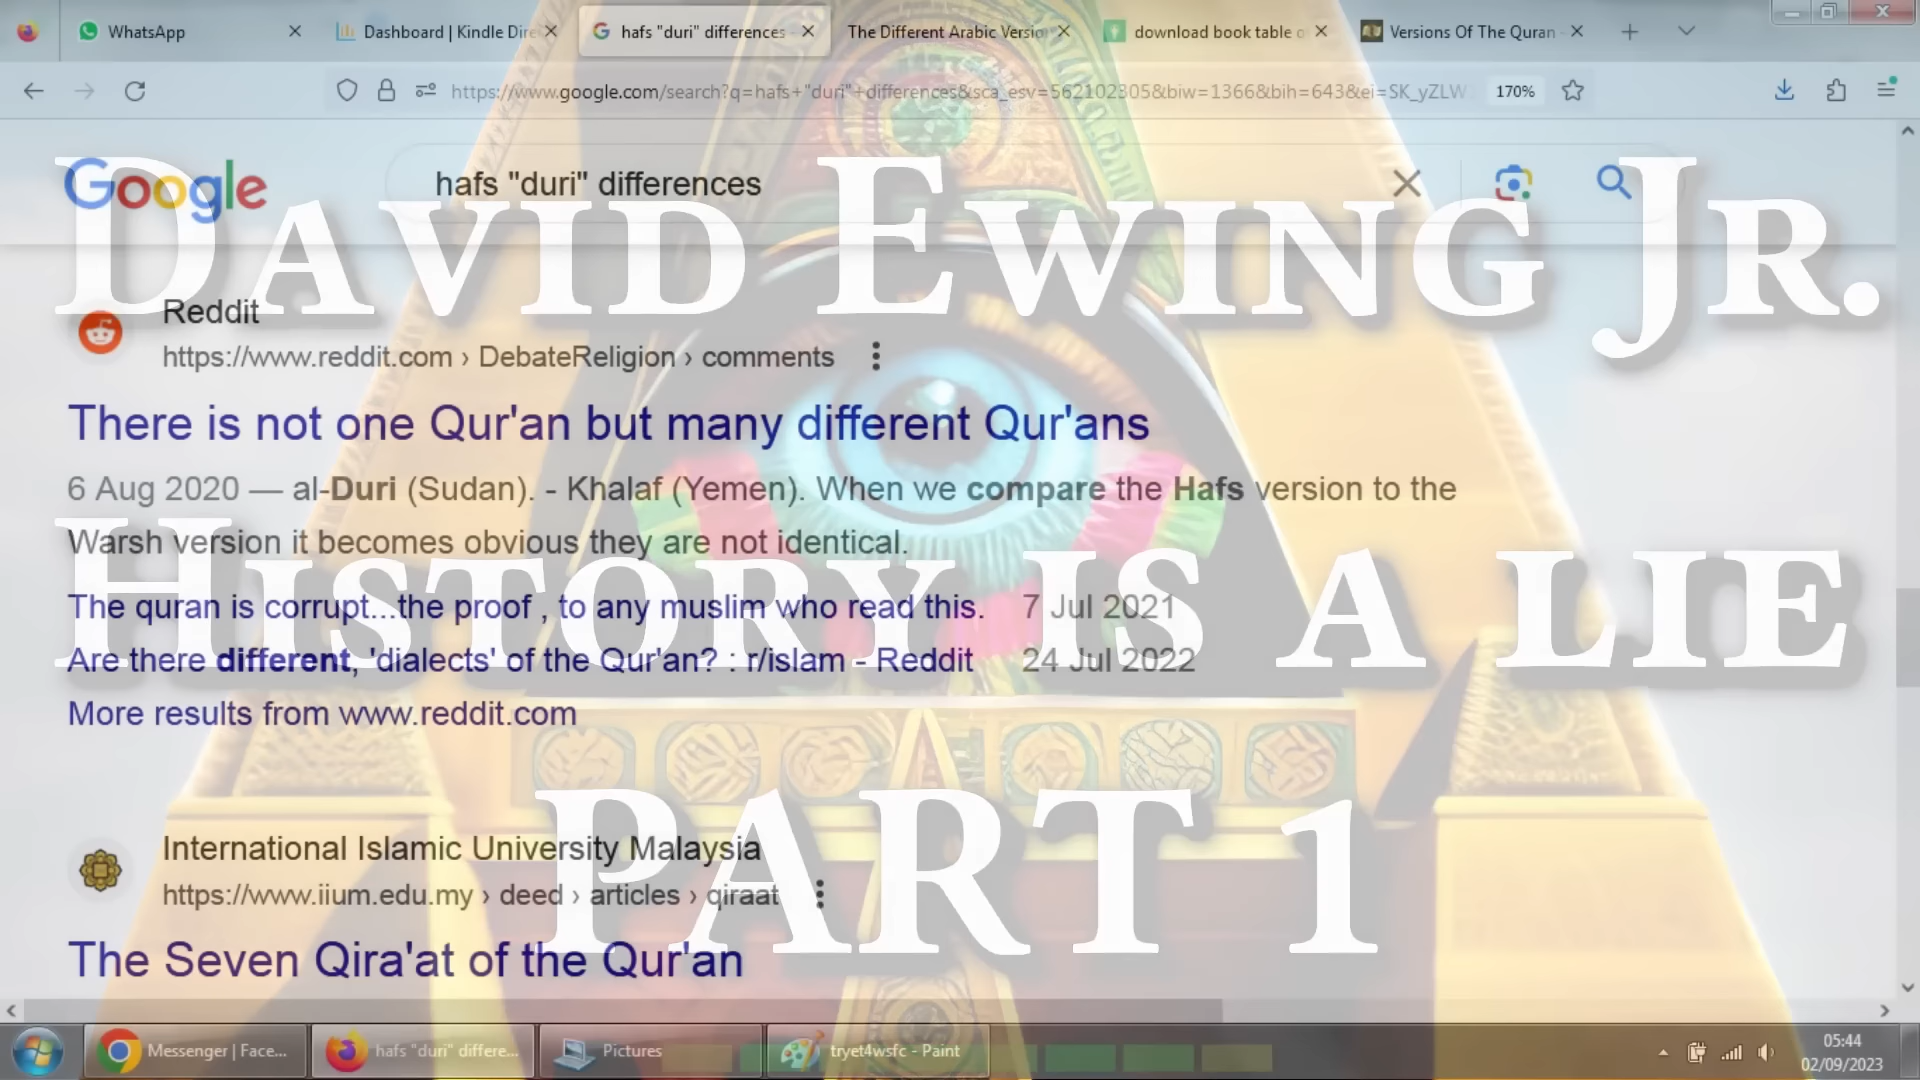 WhatsApp
Dashboard | Kindle Dire
hafs "duri" differences -
The Different Arabic Versio
download book table o
Versions Of The Quran -
https://www.google.com/search?q=hafs+"duri"+differences&sca_esv=562102305&biw=1366&bih=643&ei=SK_yZLW
170%
Google
hafs "duri" differences
David Ewing Jr.
Reddit
https://www.reddit.com › DebateReligion › comments
There is not one Qur'an but many different Qur'ans
6 Aug 2020 — al-Duri (Sudan). - Khalaf (Yemen). When we compare the Hafs version to the
Warsh version it becomes obvious they are not identical.
History is a lie
The quran is corrupt...the proof , to any muslim who read this. 7 Jul 2021
Are there different, 'dialects' of the Qur'an? : r/islam - Reddit 24 Jul 2022
More results from www.reddit.com
part 1
International Islamic University Malaysia
https://www.iium.edu.my › deed › articles › qiraat
The Seven Qira'at of the Qur'an
Messenger | Face...
hafs "duri" differe...
Pictures
tryet4wsfc - Paint
05:44
02/09/2023